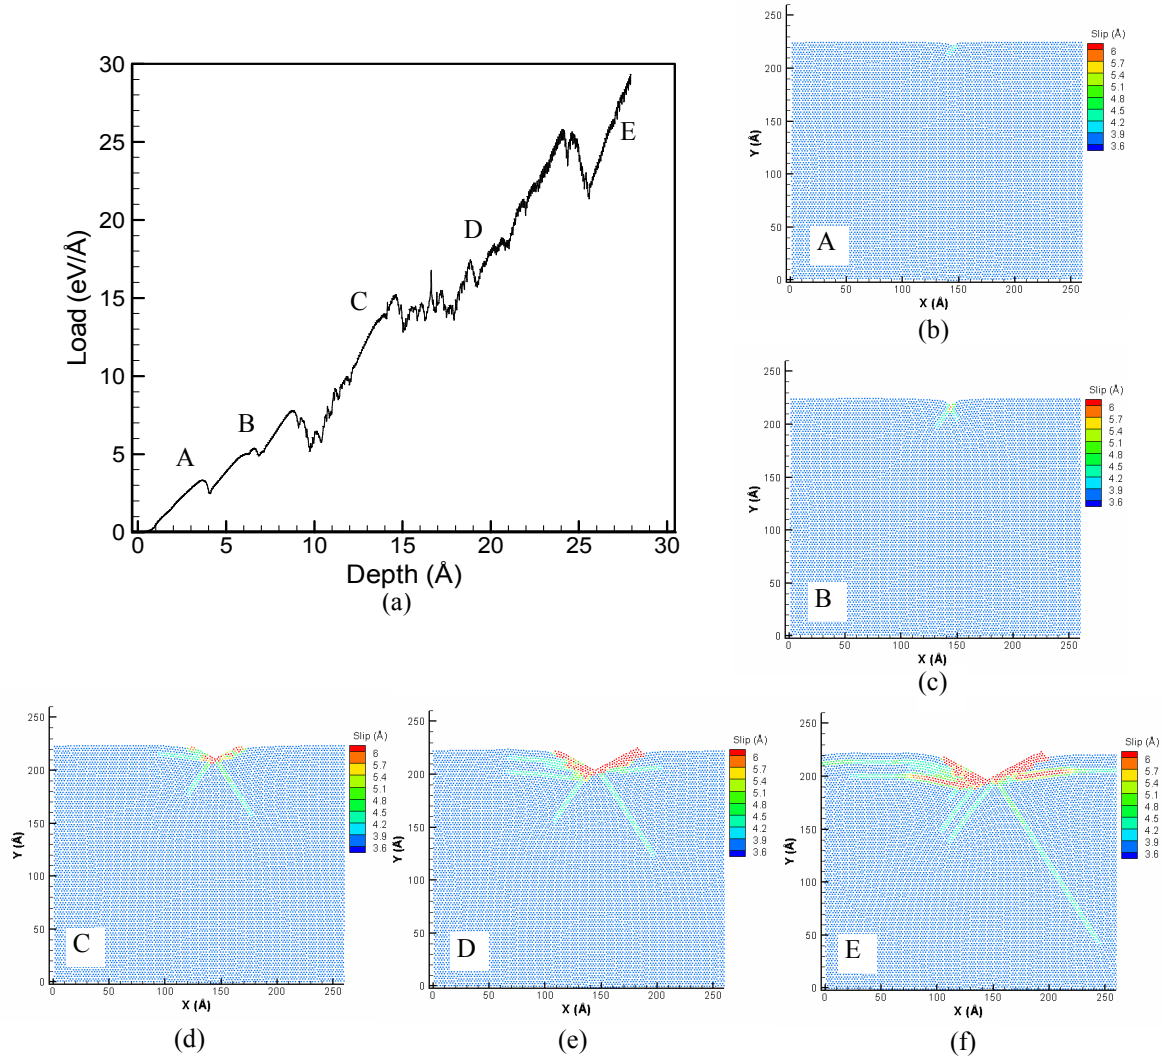 30
25
20
15
10
5
0
Load (eV/Å)
A
B
C
D
E
0 5 10 15 20 25 30
Depth (Å)
(a)
250
200
150
100
50
0
Y (Å)
Slip (Å)
6
5.7
5.4
5.1
4.8
4.5
4.2
3.9
3.6
A
0 50 100 150 200 250
X (Å)
(b)
250
200
150
100
50
0
Y (Å)
Slip (Å)
6
5.7
5.4
5.1
4.8
4.5
4.2
3.9
3.6
B
0 50 100 150 200 250
X (Å)
(c)
250
200
150
100
50
0
Y (Å)
Slip (Å)
6
5.7
5.4
5.1
4.8
4.5
4.2
3.9
3.6
C
0 50 100 150 200 250
X (Å)
(d)
250
200
150
100
50
0
Y (Å)
Slip (Å)
6
5.7
5.4
5.1
4.8
4.5
4.2
3.9
3.6
D
0 50 100 150 200 250
X (Å)
(e)
250
200
150
100
50
0
Y (Å)
Slip (Å)
6
5.7
5.4
5.1
4.8
4.5
4.2
3.9
3.6
E
0 50 100 150 200 250
X (Å)
(f)